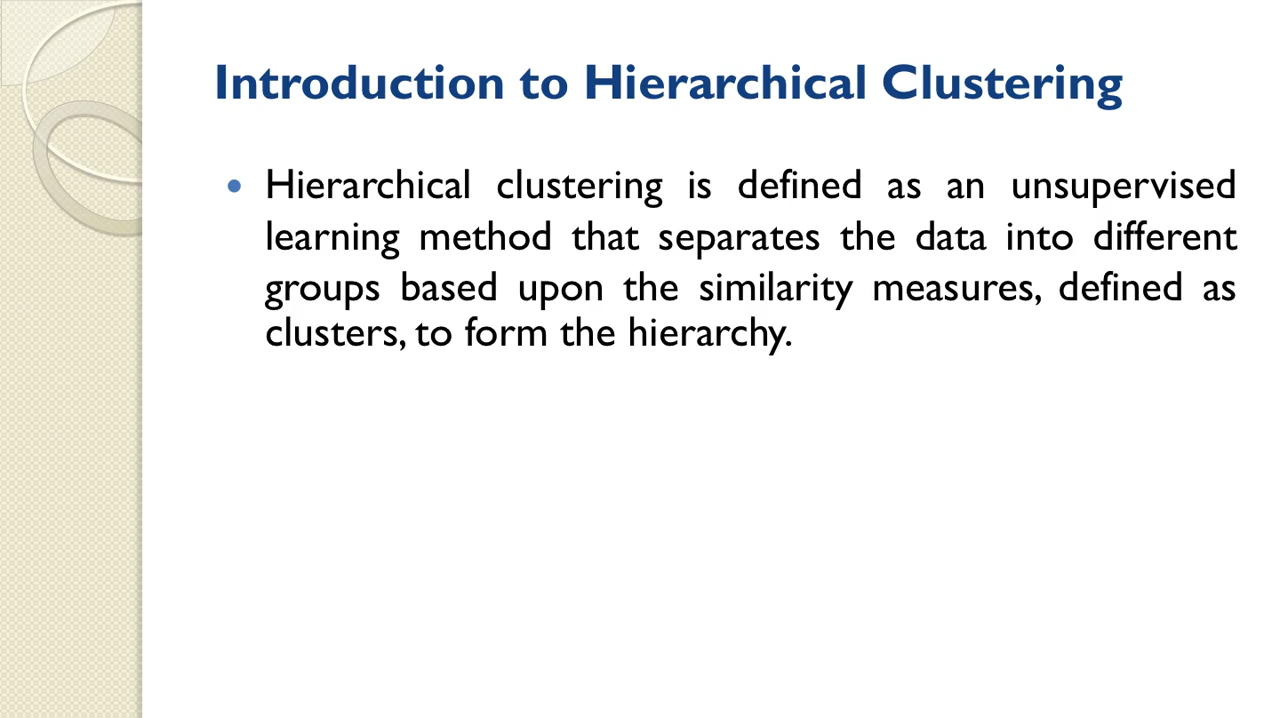 Introduction to Hierarchical Clustering
• Hierarchical clustering is defined as an unsupervised
learning method that separates the data into different
groups based upon the similarity measures, defined as
clusters, to form the hierarchy.